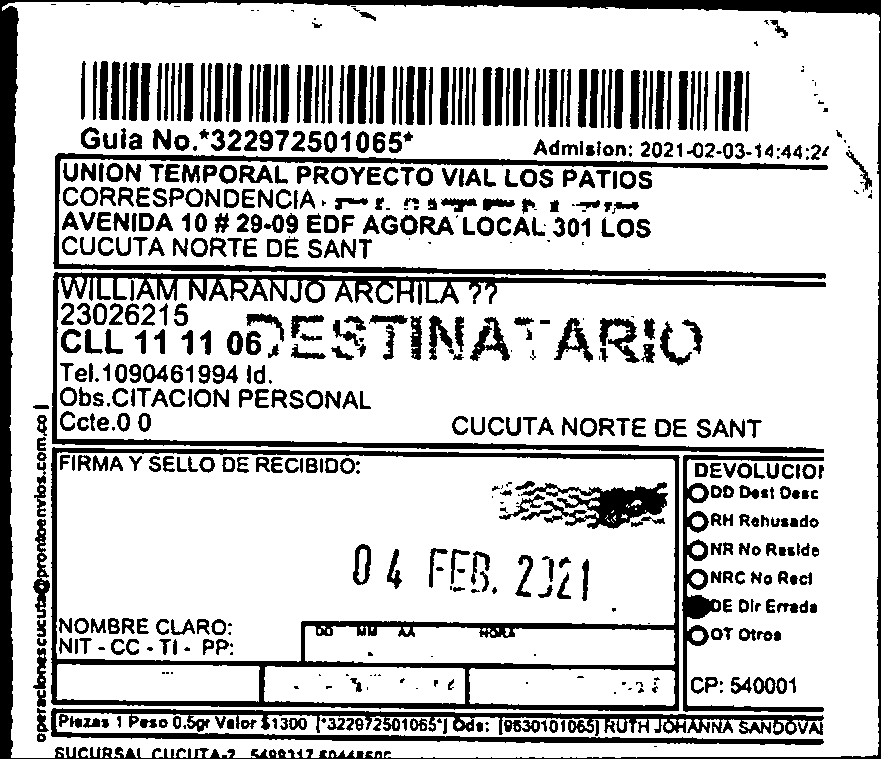 Guia No.*322972501065*
Admision: 2021-02-03-14:44:24
UNION TEMPORAL PROYECTO VIAL LOS PATIOS
CORRESPONDENCIA
AVENIDA 10 # 29-09 EDF AGORA LOCAL 301 LOS
CUCUTA NORTE DE SANT
WILLIAM NARANJO ARCHILA ??
23026215
DESTINATARIO
CLL 11 11 06
Tel.1090461994 Id.
Obs.CITACION PERSONAL
Ccte.0 0
CUCUTA NORTE DE SANT
operacionescucuta@prontoenvios.com.co |
FIRMA Y SELLO DE RECIBIDO:
04 FEB. 2021
NOMBRE CLARO:
NIT - CC - TI - PP:
DD MM AA HORA
DEVOLUCION
DD Dest Desc
RH Rehusado
NR No Reside
NRC No Recl
DE Dir Errada
OT Otros
CP: 540001
Piezas 1 Peso 0,5gr Valor $1300 [*322972501065*] Ods: [9630101065] RUTH JOHANNA SANDOVAL
SUCURSAL CUCUTA-2